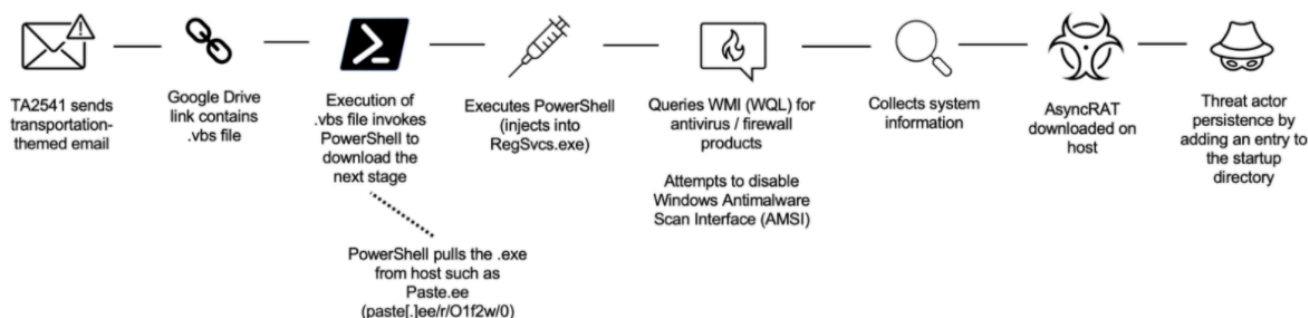 TA2541 sends
transportation-
themed email
Google Drive
link contains
.vbs file
Execution of
.vbs file invokes
PowerShell to
download the
next stage
PowerShell pulls the .exe
from host such as
Paste.ee
(paste[.]ee/r/O1f2w/0)
Executes PowerShell
(injects into
RegSvcs.exe)
Queries WMI (WQL) for
antivirus / firewall
products
Attempts to disable
Windows Antimalware
Scan Interface (AMSI)
Collects system
information
AsyncRAT
downloaded on
host
Threat actor
persistence by
adding an entry to
the startup
directory